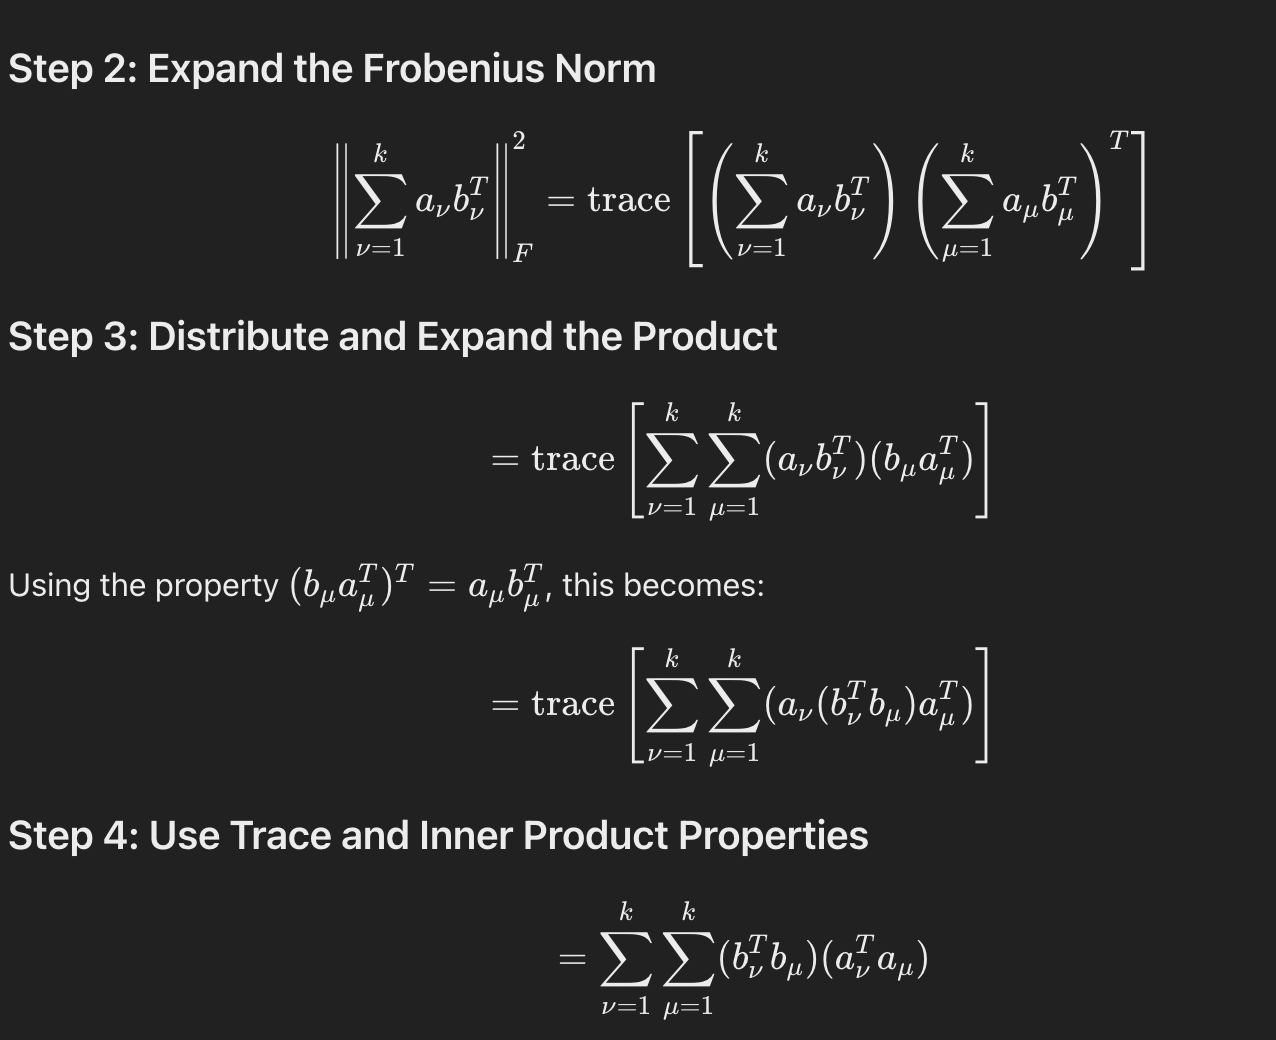 Step 2: Expand the Frobenius Norm
$$\left\| \sum_{\nu=1}^{k} a_\nu b_\nu^T \right\|_F^2 = \text{trace} \left[ \left( \sum_{\nu=1}^{k} a_\nu b_\nu^T \right) \left( \sum_{\mu=1}^{k} a_\mu b_\mu^T \right)^T \right]$$
Step 3: Distribute and Expand the Product
$$= \text{trace} \left[ \sum_{\nu=1}^{k} \sum_{\mu=1}^{k} (a_\nu b_\nu^T)(b_\mu a_\mu^T) \right]$$
Using the property $(b_\mu a_\mu^T)^T = a_\mu b_\mu^T$, this becomes:
$$= \text{trace} \left[ \sum_{\nu=1}^{k} \sum_{\mu=1}^{k} (a_\nu (b_\nu^T b_\mu) a_\mu^T) \right]$$
Step 4: Use Trace and Inner Product Properties
$$= \sum_{\nu=1}^{k} \sum_{\mu=1}^{k} (b_\nu^T b_\mu)(a_\nu^T a_\mu)$$